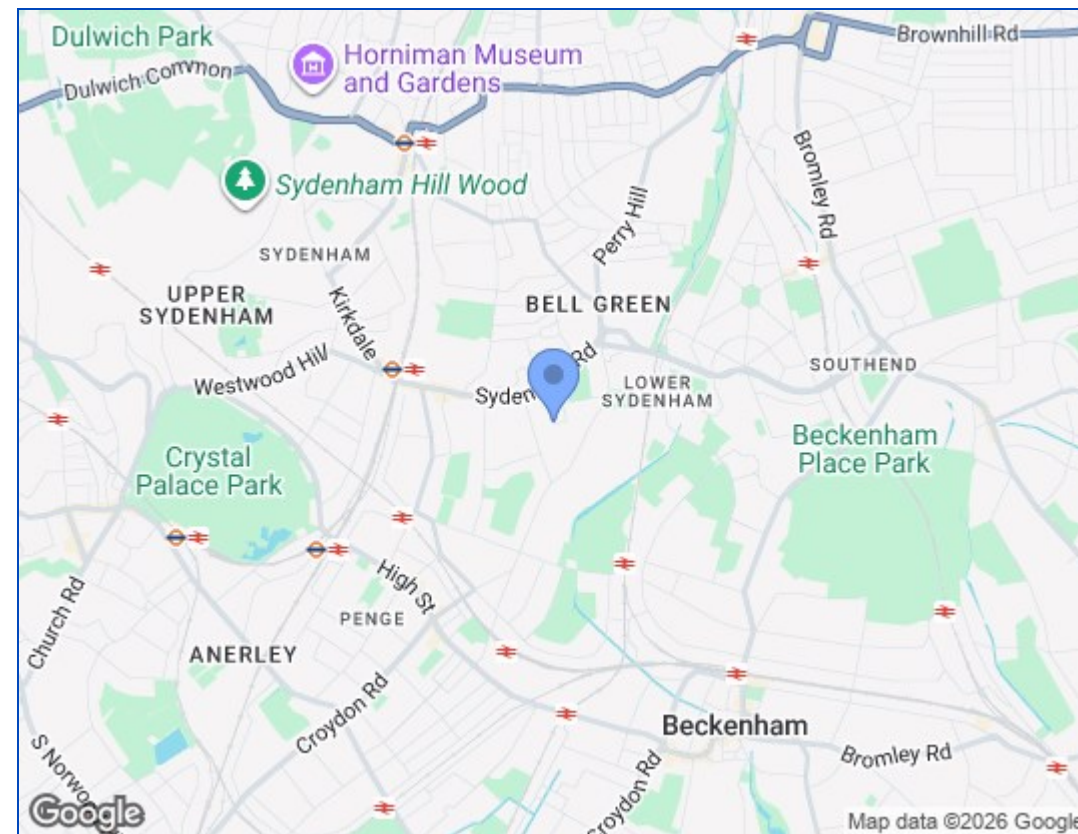 Dulwich Park
Brownhill Rd
Horniman Museum
and Gardens
Dulwich Common
Sydenham Hill Wood
Bromley Rd
Perry Hill
SYDENHAM
UPPER
SYDENHAM
Kirkdale
BELL GREEN
Westwood Hill
SOUTHEND
Syden
Rd
LOWER
SYDENHAM
Crystal
Palace Park
Beckenham
Place Park
High St
Church Rd
PENGE
ANERLEY
Croydon Rd
Beckenham
Bromley Rd
S Norwood
Croydon Rd
Google
Map data ©2026 Google